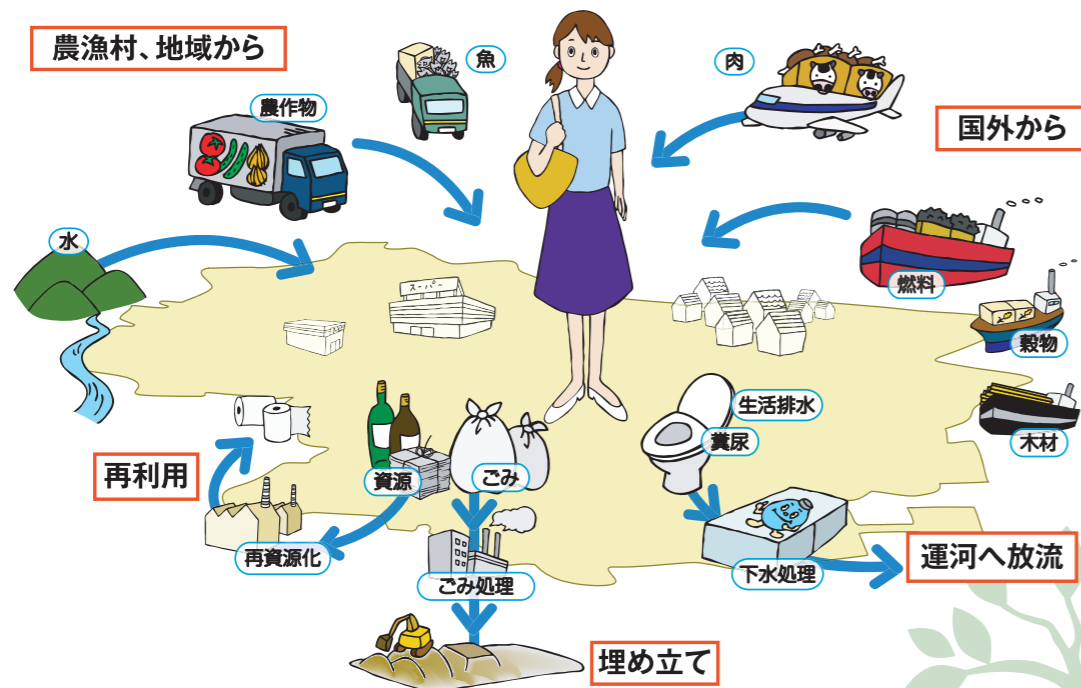 農漁村、地域から
魚
肉
農作物
国外から
水
燃料
スーパー
穀物
木材
生活排水
糞尿
再利用
資源
ごみ
再資源化
ごみ処理
下水処理
運河へ放流
埋め立て